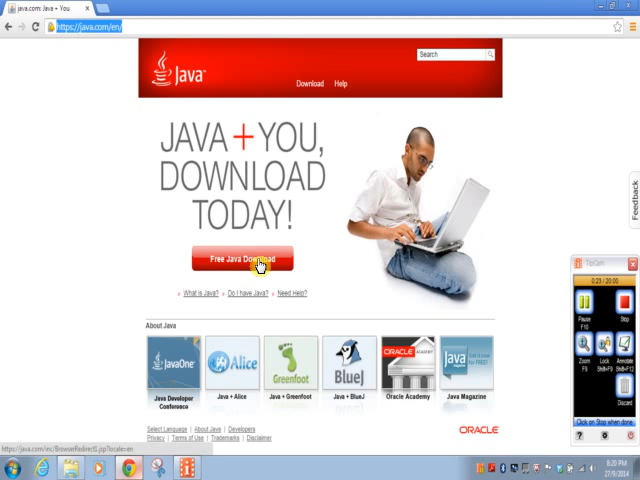 java.com: Java + You
https://java.com/en/
Java
Search
Download Help
JAVA + YOU,
DOWNLOAD
TODAY!
Free Java Download
» What is Java? » Do I have Java? » Need Help?
Feedback
TipCam
0:23 / 20:00
Pause
F10
Stop
Zoom
F9
Lock
Shift+F9
Annotate
Shift+F12
Discard
Click on Stop when done
About Java
JavaOne
Java Developer
Conference
Alice
Java + Alice
Greenfoot
Java + Greenfoot
BlueJ
Java + BlueJ
ORACLE
ACADEMY
Oracle Academy
Java
magazine
Java Magazine
Select Language | About Java | Developers
Privacy | Terms of Use | Trademarks | Disclaimer
ORACLE
https://java.com/inc/BrowserRedirect1.jsp?locale=en
8:20 PM
27/9/2014